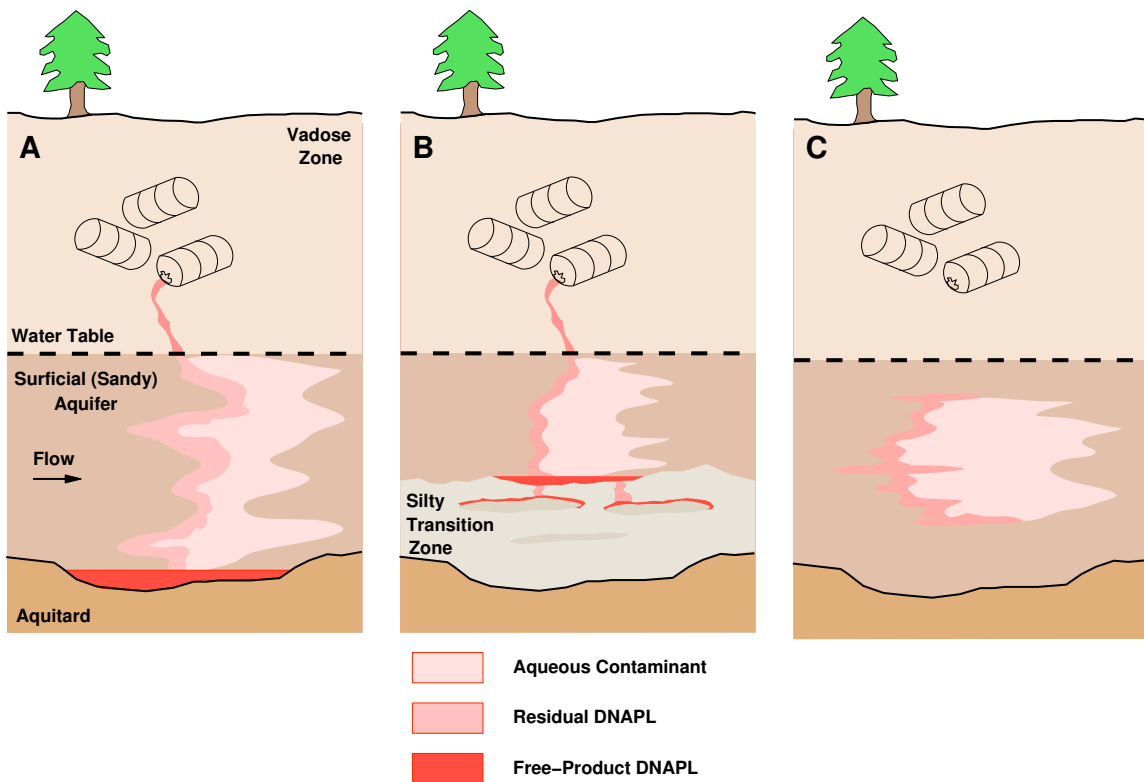 A
Vadose
Zone
Water Table
Surficial (Sandy)
Aquifer
Flow
Aquitard
B
Silty
Transition
Zone
C
Aqueous Contaminant
Residual DNAPL
Free–Product DNAPL